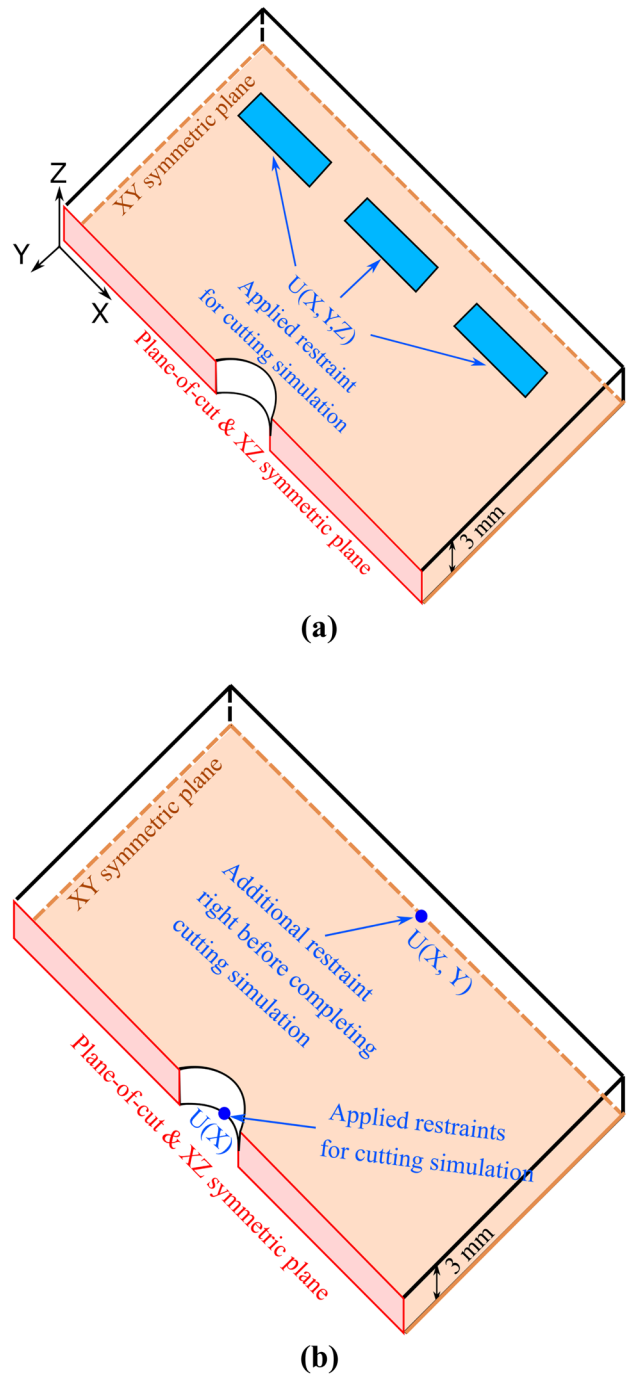 XY symmetric plane
Z
Y
X
U(X,Y,Z)
Applied restraint
for cutting simulation
Plane-of-cut & XZ symmetric plane
3 mm
(a)
XY symmetric plane
Additional restraint
right before completing
cutting simulation
U(X, Y)
U(X)
Applied restraints
for cutting simulation
Plane-of-cut & XZ symmetric plane
3 mm
(b)